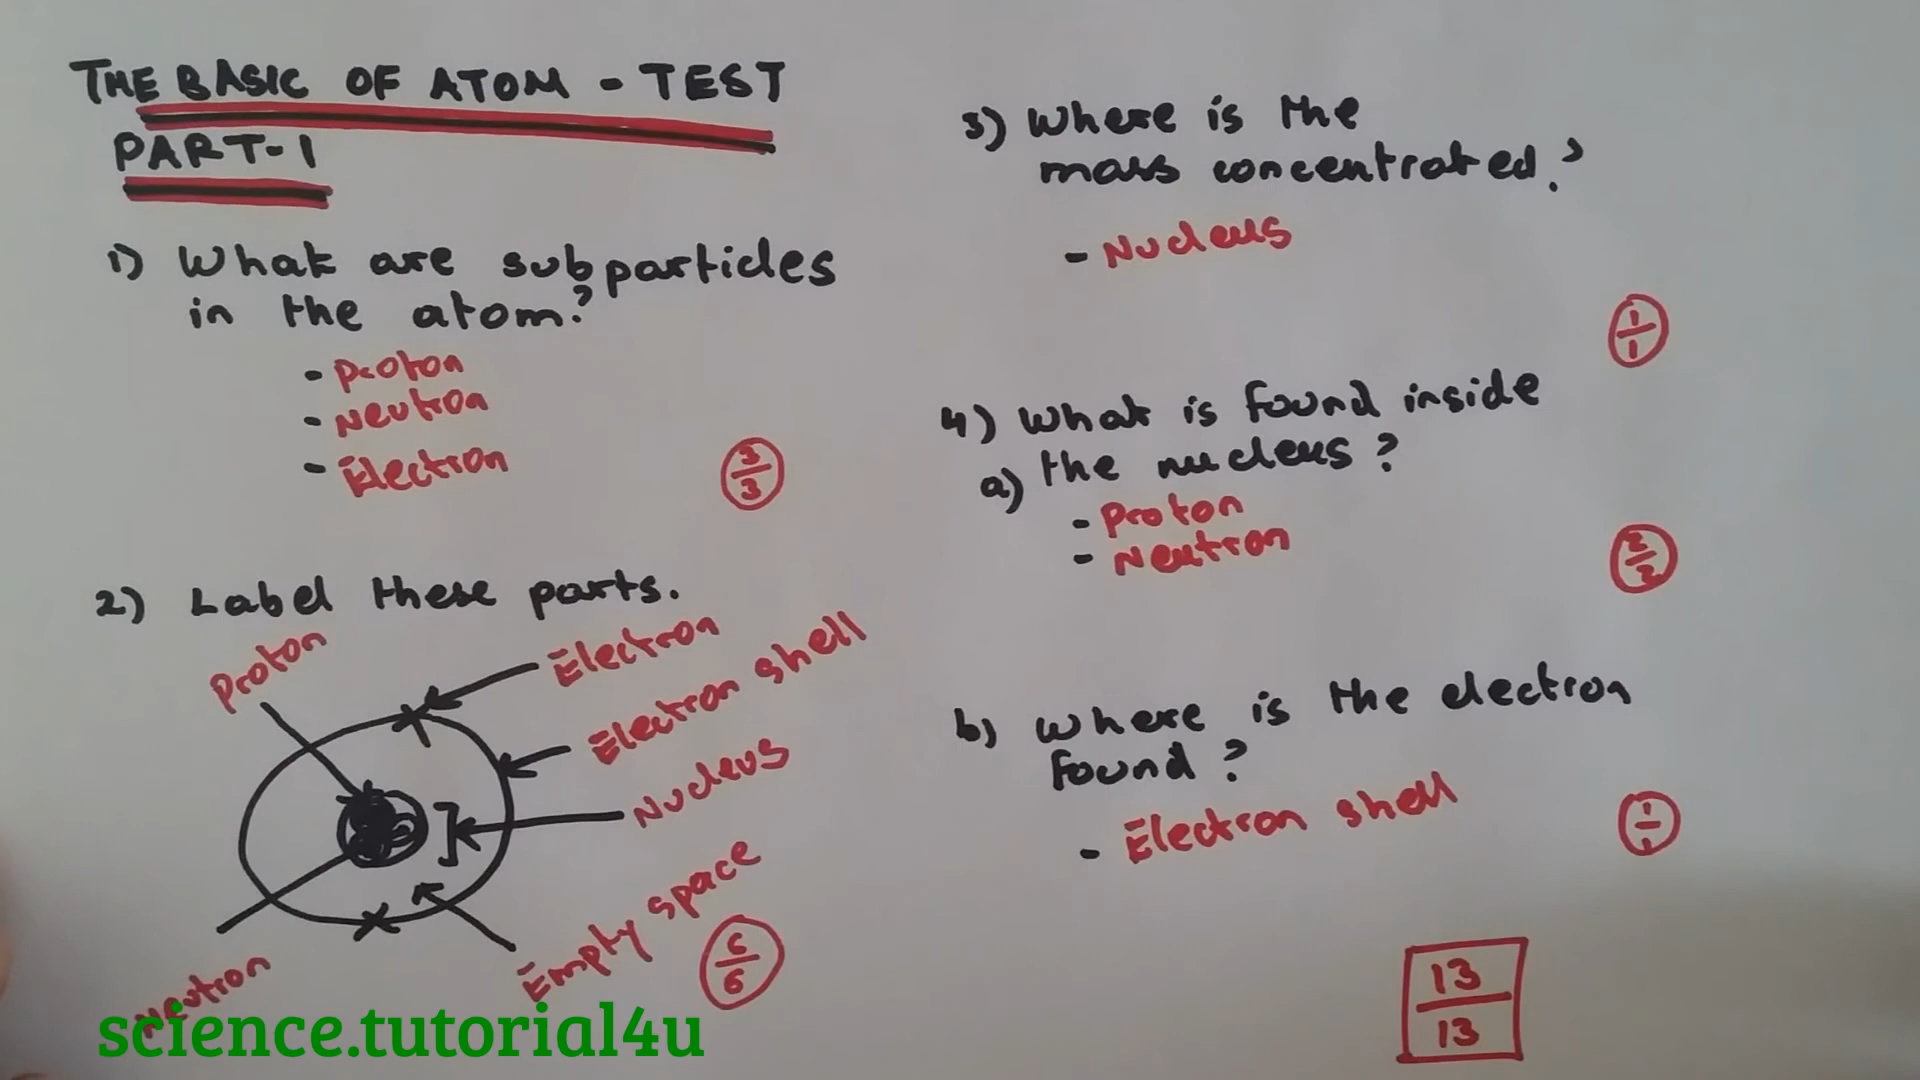 THE BASIC OF ATOM - TEST
PART-1
1) What are subparticles
in the atom?
- Proton
- Neutron
- Electron
3/3
2) Label these parts.
Proton
Electron
Electron shell
Nucleus
Empty space
Neutron
6/6
3) Where is the
mass concentrated?
- Nucleus
1/1
4) What is found inside
a) the nucleus?
- Proton
- Neutron
2/2
b) Where is the electron
found?
- Electron shell
1/1
13/13
science.tutorial4u